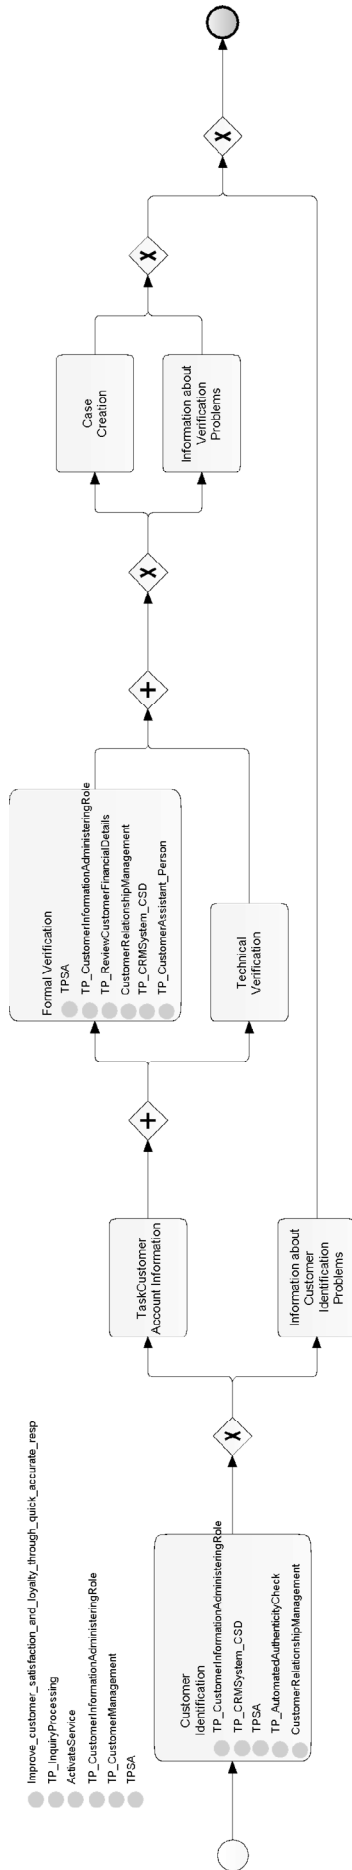 Improve_customer_satisfaction_and_loyalty_through_quick_accurate_resp
TP_InquiryProcessing
ActivateService
TP_CustomerInformationAdministeringRole
TP_CustomerManagement
TPSA
Customer
Identification
TP_CustomerInformationAdministeringRole
TP_CRMSystem_CSD
TPSA
TP_AutomatedAuthenticityCheck
CustomerRelationshipManagement
X
TaskCustomer
Account Information
Information about
Customer
Identification
Problems
+
Formal Verification
TPSA
TP_CustomerInformationAdministeringRole
TP_ReviewCustomerFinancialDetails
CustomerRelationshipManagement
TP_CRMSystem_CSD
TP_CustomerAssistant_Person
Technical
Verification
+
X
Case
Creation
Information about
Verification
Problems
X
X